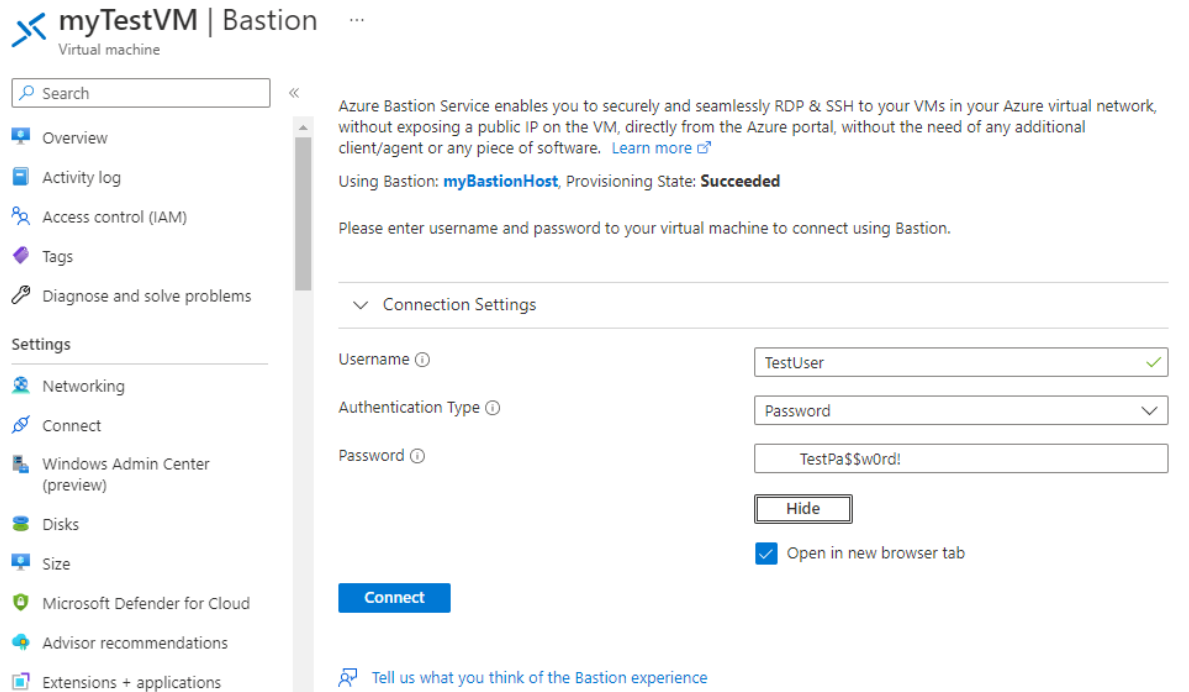 myTestVM | Bastion ...
Virtual machine
Search
«
Overview
Activity log
Access control (IAM)
Tags
Diagnose and solve problems
Settings
Networking
Connect
Windows Admin Center
(preview)
Disks
Size
Microsoft Defender for Cloud
Advisor recommendations
Extensions + applications
Azure Bastion Service enables you to securely and seamlessly RDP & SSH to your VMs in your Azure virtual network,
without exposing a public IP on the VM, directly from the Azure portal, without the need of any additional
client/agent or any piece of software. Learn more
Using Bastion: myBastionHost, Provisioning State: Succeeded
Please enter username and password to your virtual machine to connect using Bastion.
Connection Settings
Username
TestUser
Authentication Type
Password
Password
TestPa$$w0rd!
Hide
Open in new browser tab
Connect
Tell us what you think of the Bastion experience